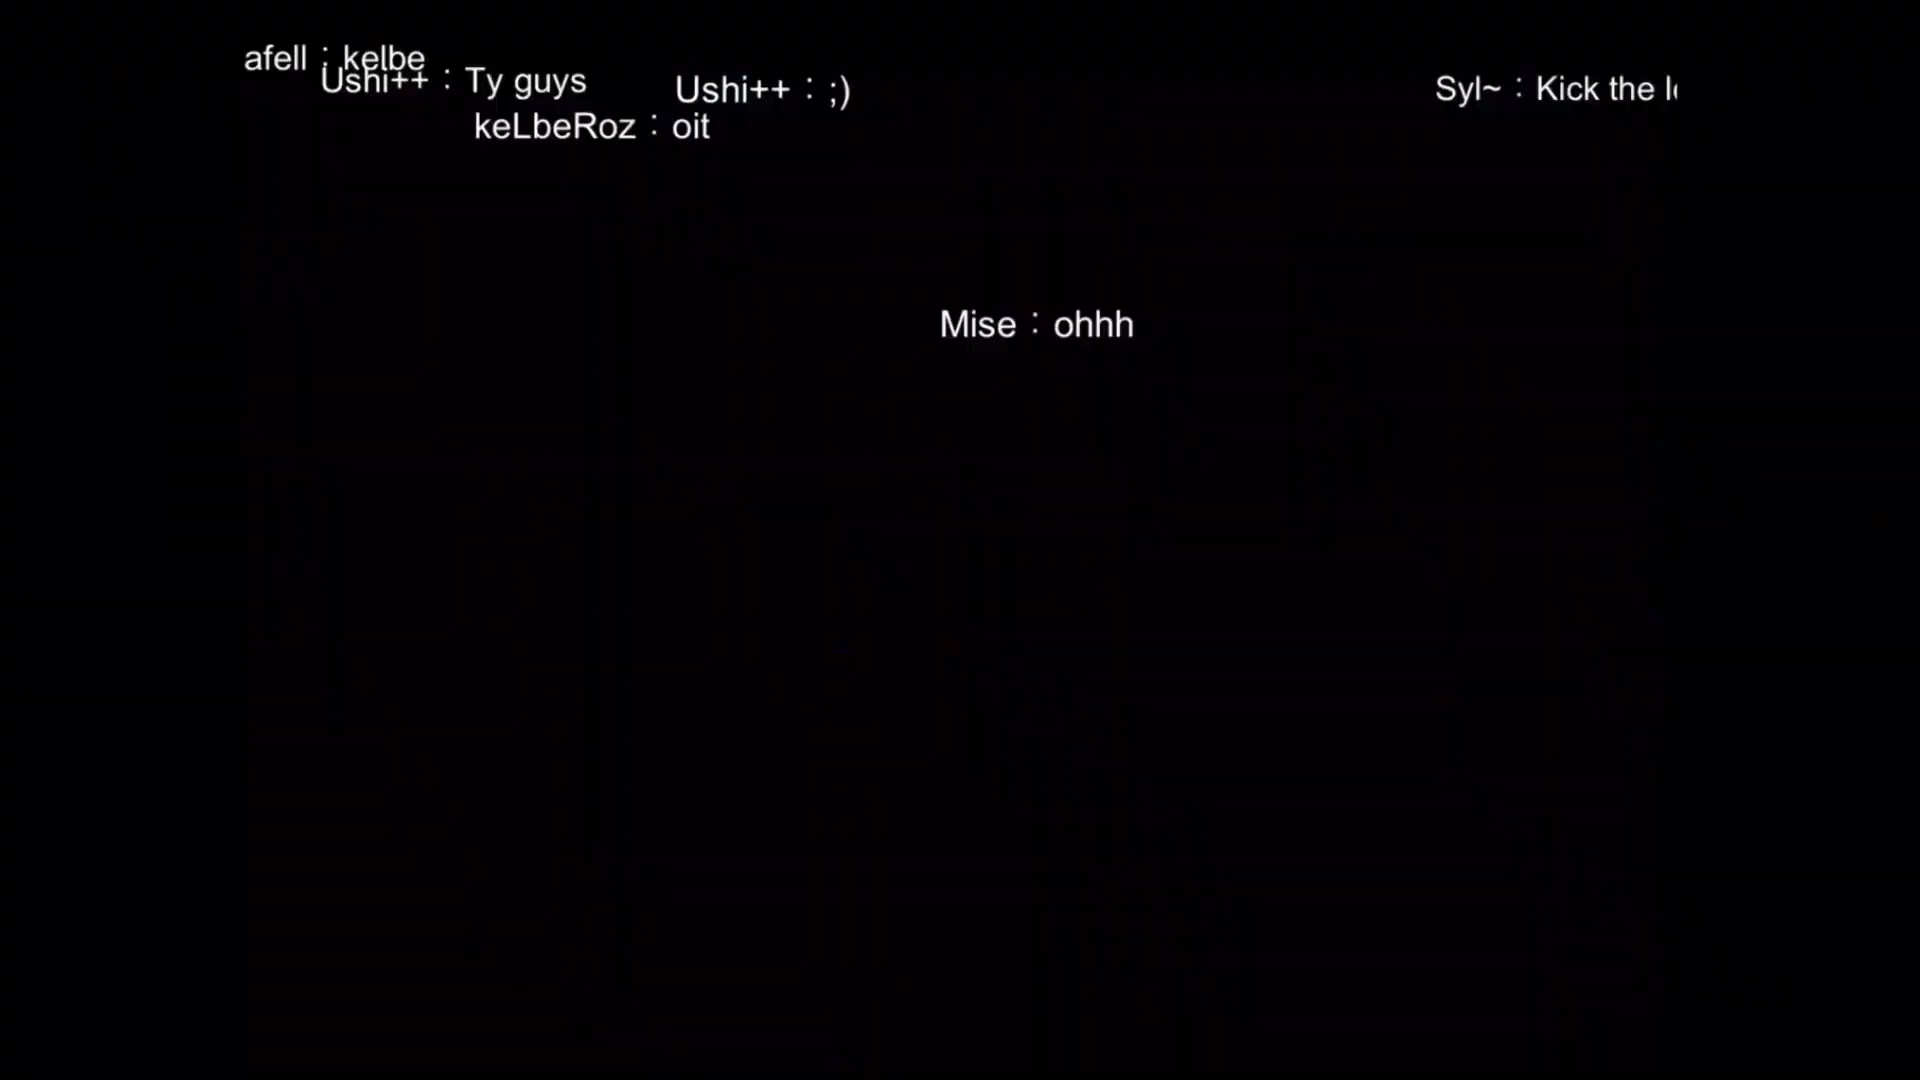 afell : kelbe
Ushi++ : Ty guys
Ushi++ : ;)
Syl~ : Kick the
keLbeRoz : oit
Mise : ohhh